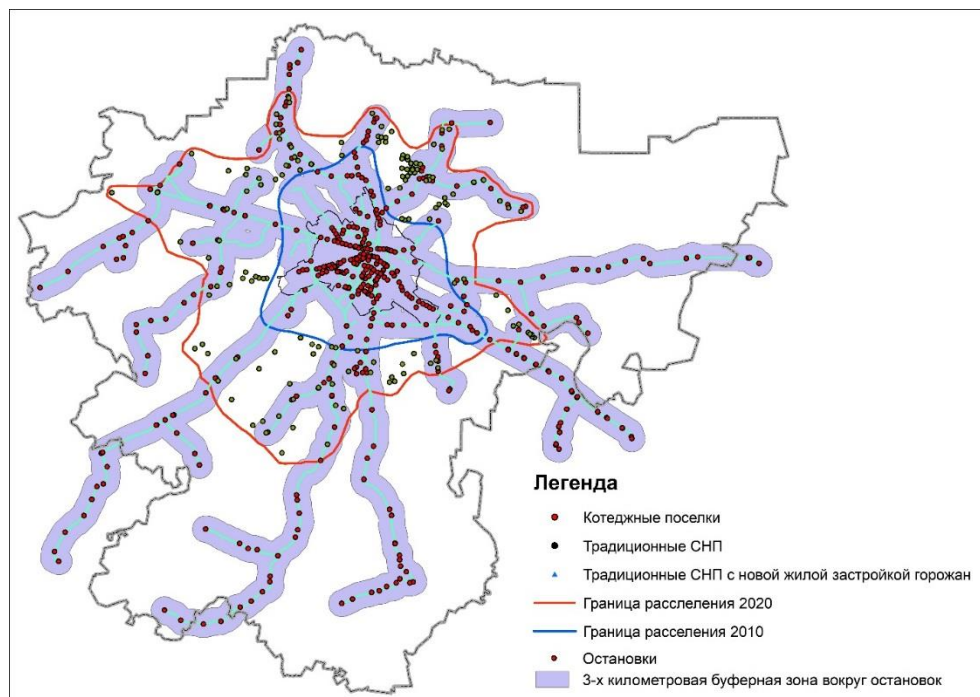 Легенда
Котеджные поселки
Традиционные СНП
Традиционные СНП с новой жилой застройкой горожан
Граница расслеления 2020
Граница расселения 2010
Остановки
3-х километровая буферная зона вокруг остановок